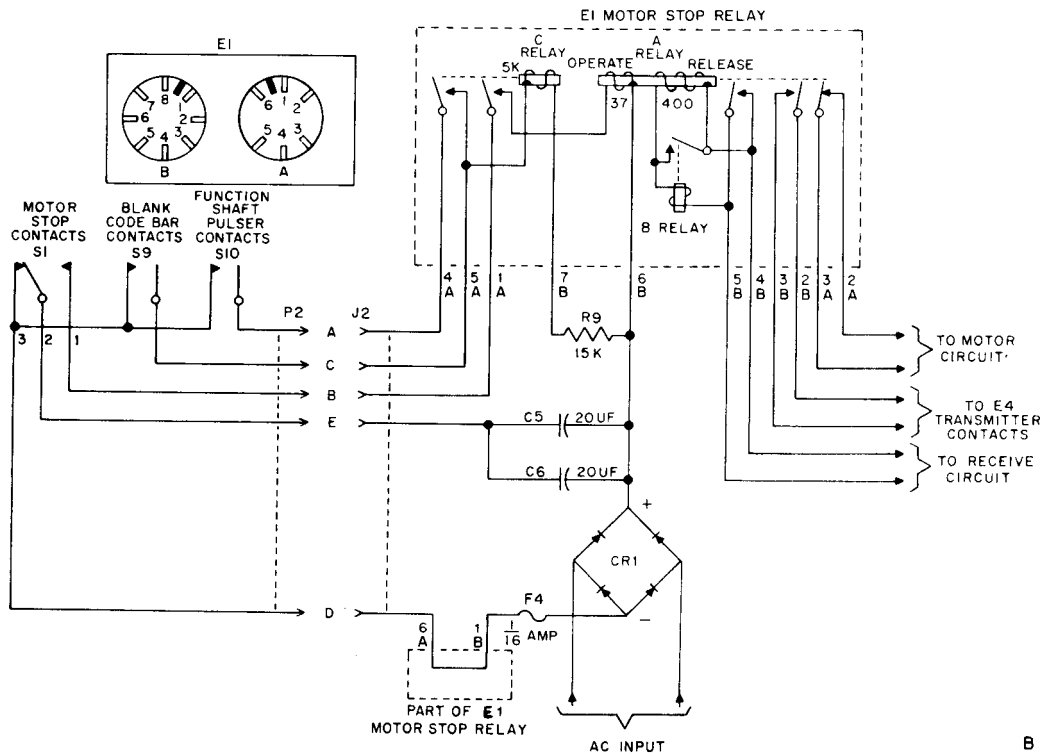 E1 MOTOR STOP RELAY
E1
8
7
1
6
2
5
3
4
B
6
1
2
5
3
4
A
C
RELAY
5K
A
RELAY
OPERATE
RELEASE
37
400
8 RELAY
MOTOR
STOP
CONTACTS
S1
BLANK
CODE BAR
CONTACTS
S9
FUNCTION
SHAFT
PULSER
CONTACTS
S10
3
2
1
4
A
5
A
1
A
7
B
6
B
5
B
4
B
3
B
2
B
3
A
2
A
P2
J2
A
C
B
E
D
R9
15K
C5
20UF
C6
20UF
TO MOTOR
CIRCUIT
TO E4
TRANSMITTER
CONTACTS
TO RECEIVE
CIRCUIT
+
CR1
−
F4
1/16 AMP
6
A
1
B
PART OF E1
MOTOR STOP RELAY
AC INPUT
B